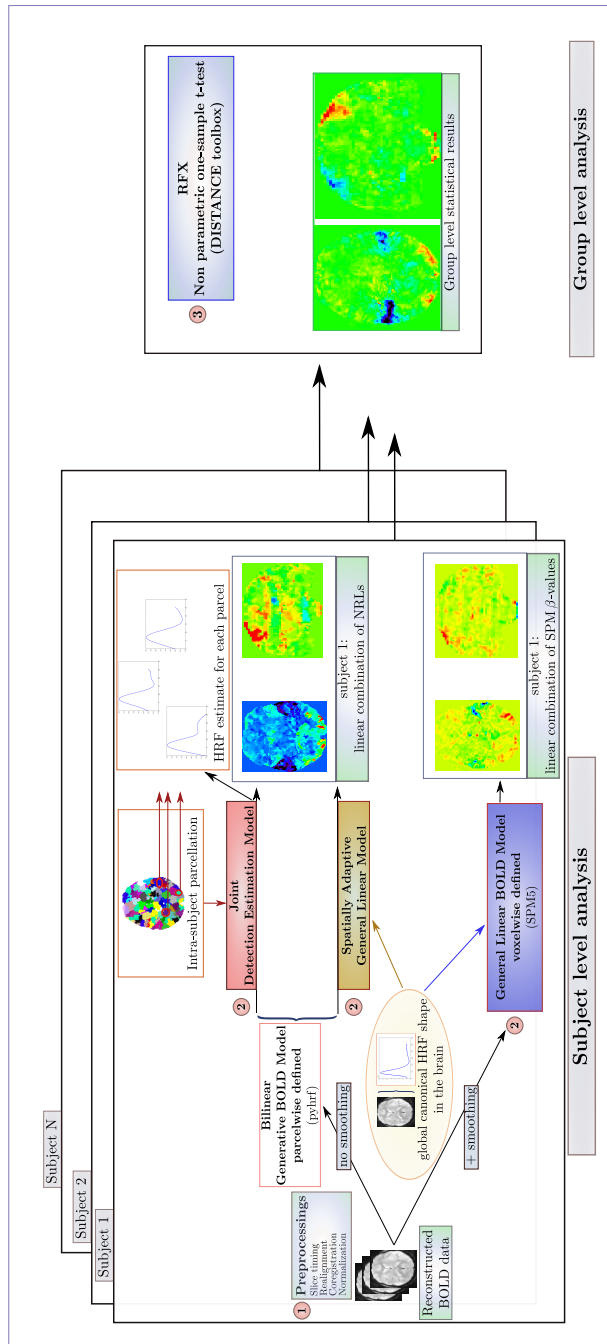 Subject N
Subject 2
Subject 1
1
Preprocessings
Slice timing
Realignment
Coregistration
Normalization
Reconstructed
BOLD data
no smoothing
+ smoothing
Bilinear
Generative BOLD Model
parcelwise defined
(pyhrf)
global canonical HRF shape
in the brain
Intra-subject parcellation
2
Joint
Detection Estimation Model
2
Spatially Adaptive
General Linear Model
2
General Linear BOLD Model
voxelwise defined
(SPM5)
HRF estimate for each parcel
subject 1:
linear combination of NRLs
subject 1:
linear combination of SPM β-values
Subject level analysis
3
RFX
Non parametric one-sample t-test
(DISTANCE toolbox)
Group level statistical results
Group level analysis